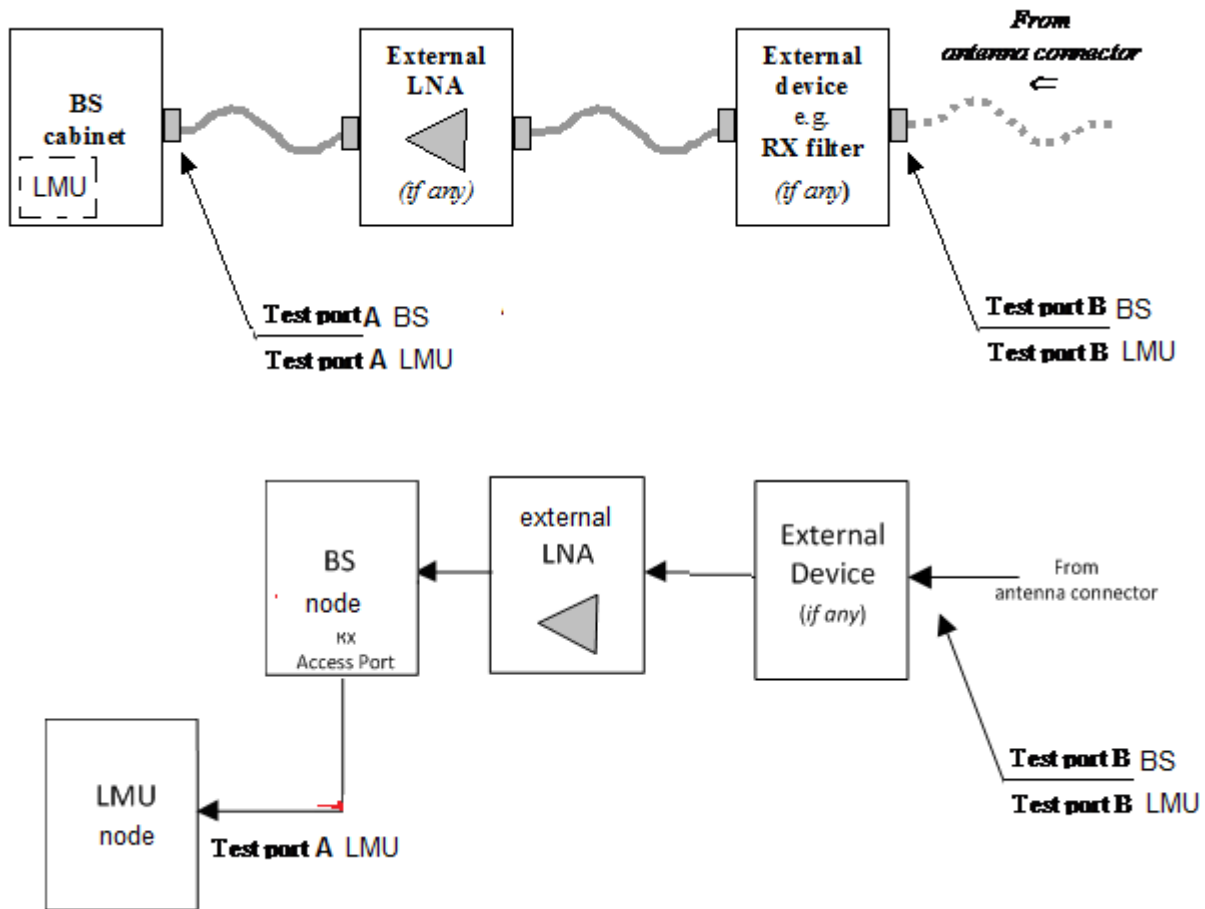 BS
cabinet
LMU
External
LNA
(if any)
External
device
e.g.
RX filter
(if any)
From
antenna connector
⇐
Test port A BS
Test port A LMU
Test port B BS
Test port B LMU
BS
node
RX
Access Port
external
LNA
External
Device
(if any)
From
antenna connector
Test port B BS
Test port B LMU
LMU
node
Test port A LMU